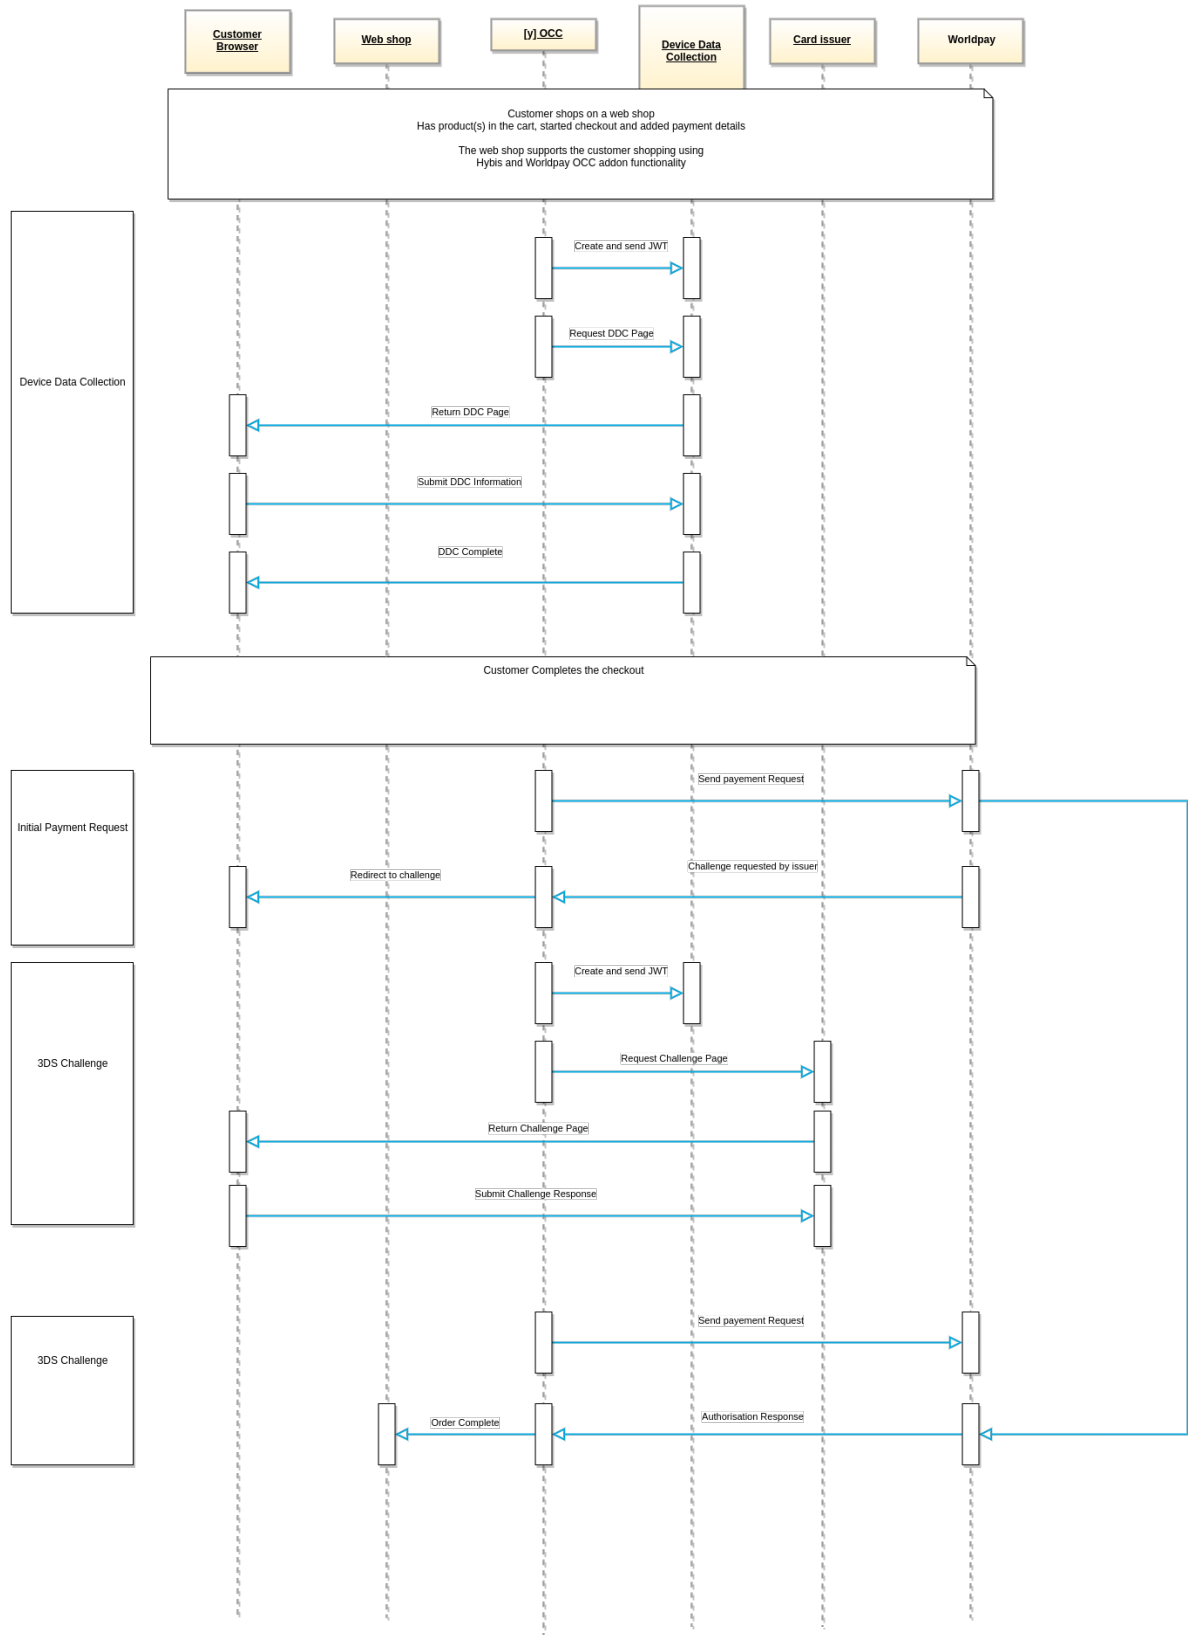 Customer
Browser
Web shop
[y] OCC
Device Data
Collection
Card issuer
Worldpay
Customer shops on a web shop
Has product(s) in the cart, started checkout and added payment details
The web shop supports the customer shopping using
Hybis and Worldpay OCC addon functionality
Device Data Collection
Create and send JWT
Request DDC Page
Return DDC Page
Submit DDC Information
DDC Complete
Customer Completes the checkout
Initial Payment Request
Send payement Request
Challenge requested by issuer
Redirect to challenge
3DS Challenge
Create and send JWT
Request Challenge Page
Return Challenge Page
Submit Challenge Response
3DS Challenge
Send payement Request
Authorisation Response
Order Complete